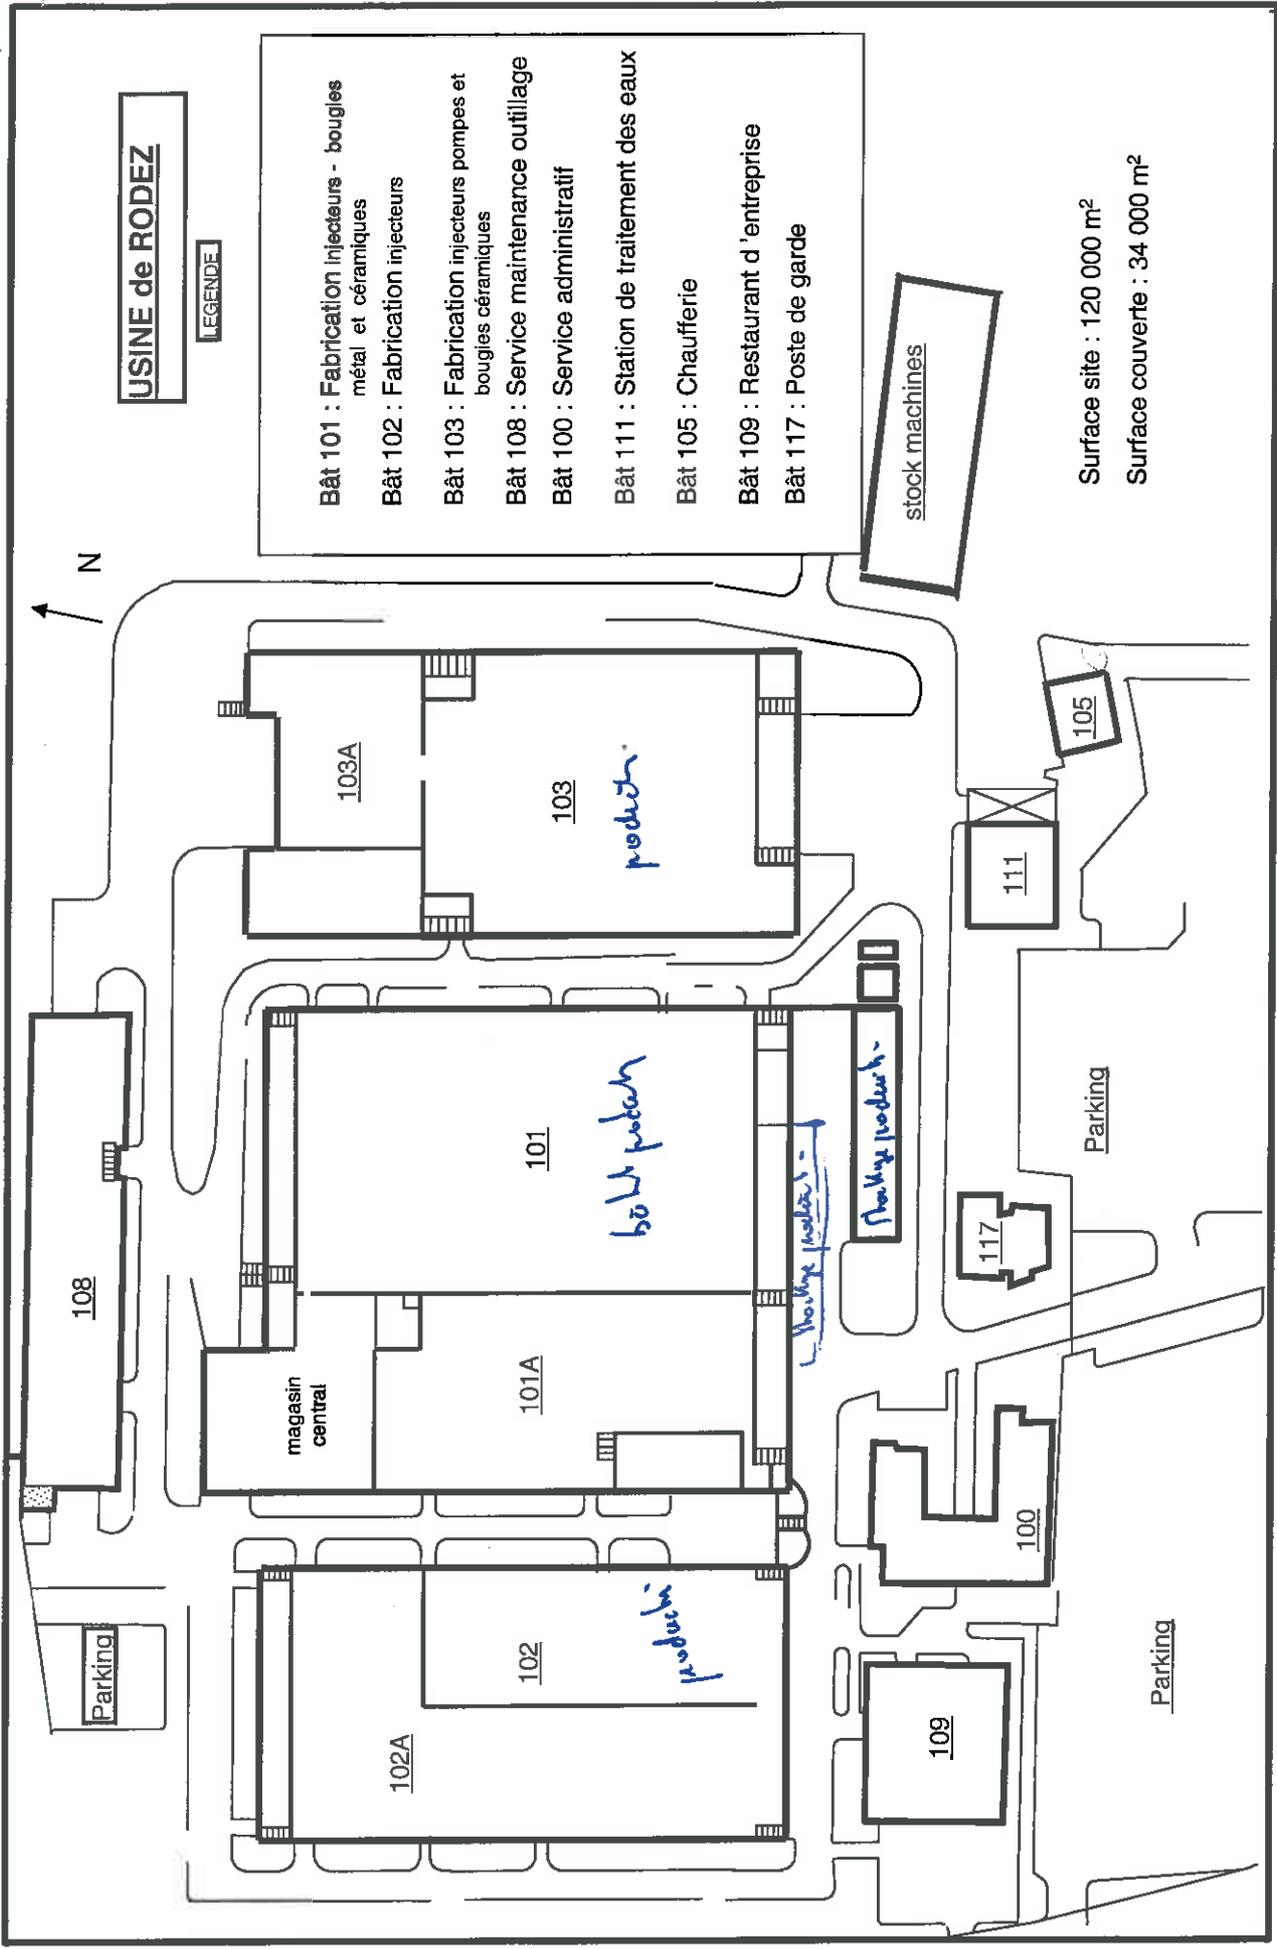 USINE de RODEZ
LEGENDE
Bât 101 : Fabrication injecteurs - bougies
métal et céramiques
Bât 102 : Fabrication injecteurs
Bât 103 : Fabrication injecteurs pompes et
bougies céramiques
Bât 108 : Service maintenance outillage
Bât 100 : Service administratif
Bât 111 : Station de traitement des eaux
Bât 105 : Chaufferie
Bât 109 : Restaurant d 'entreprise
Bât 117 : Poste de garde
Surface site : 120 000 m²
Surface couverte : 34 000 m²
N
Parking
108
102A
102
magasin
central
101A
101
103A
103
stock machines
109
100
117
111
105
Parking
Parking